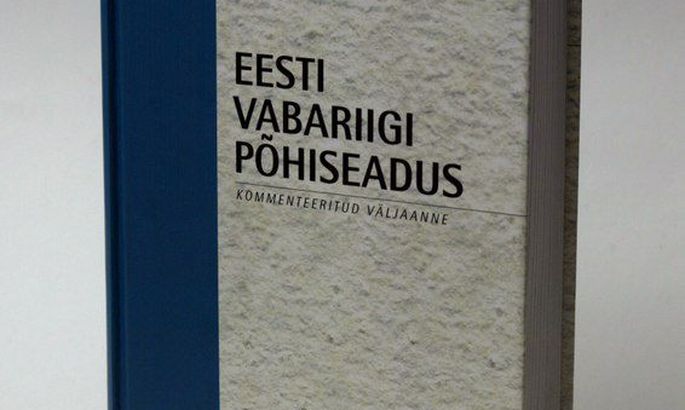 EESTI
VABARIIGI
PÕHISEADUS
KOMMENTEERITUD VÄLJAANNE